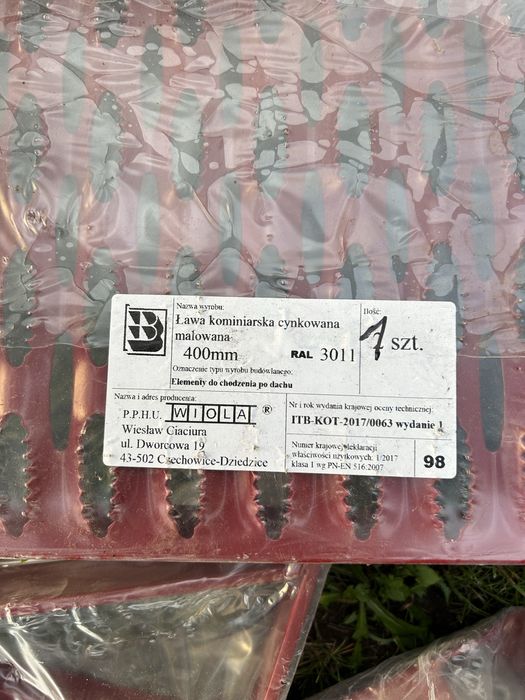 B
Nazwa wyrobu:
Ława kominiarska cynkowana
malowana
400mm RAL 3011
Ilość:
1 szt.
Oznaczenie typu wyrobu budowlanego:
Elementy do chodzenia po dachu
Nazwa i adres producenta:
P.P.H.U. WIOLA ®
Wiesław Ciaciura
ul. Dworcowa 19
43-502 Czechowice-Dziedzice
Nr i rok wydania krajowej oceny technicznej:
ITB-KOT-2017/0063 wydanie 1
Numer krajowej deklaracji
właściwości użytkowych: 1/2017
klasa 1 wg PN-EN 516:2007
98